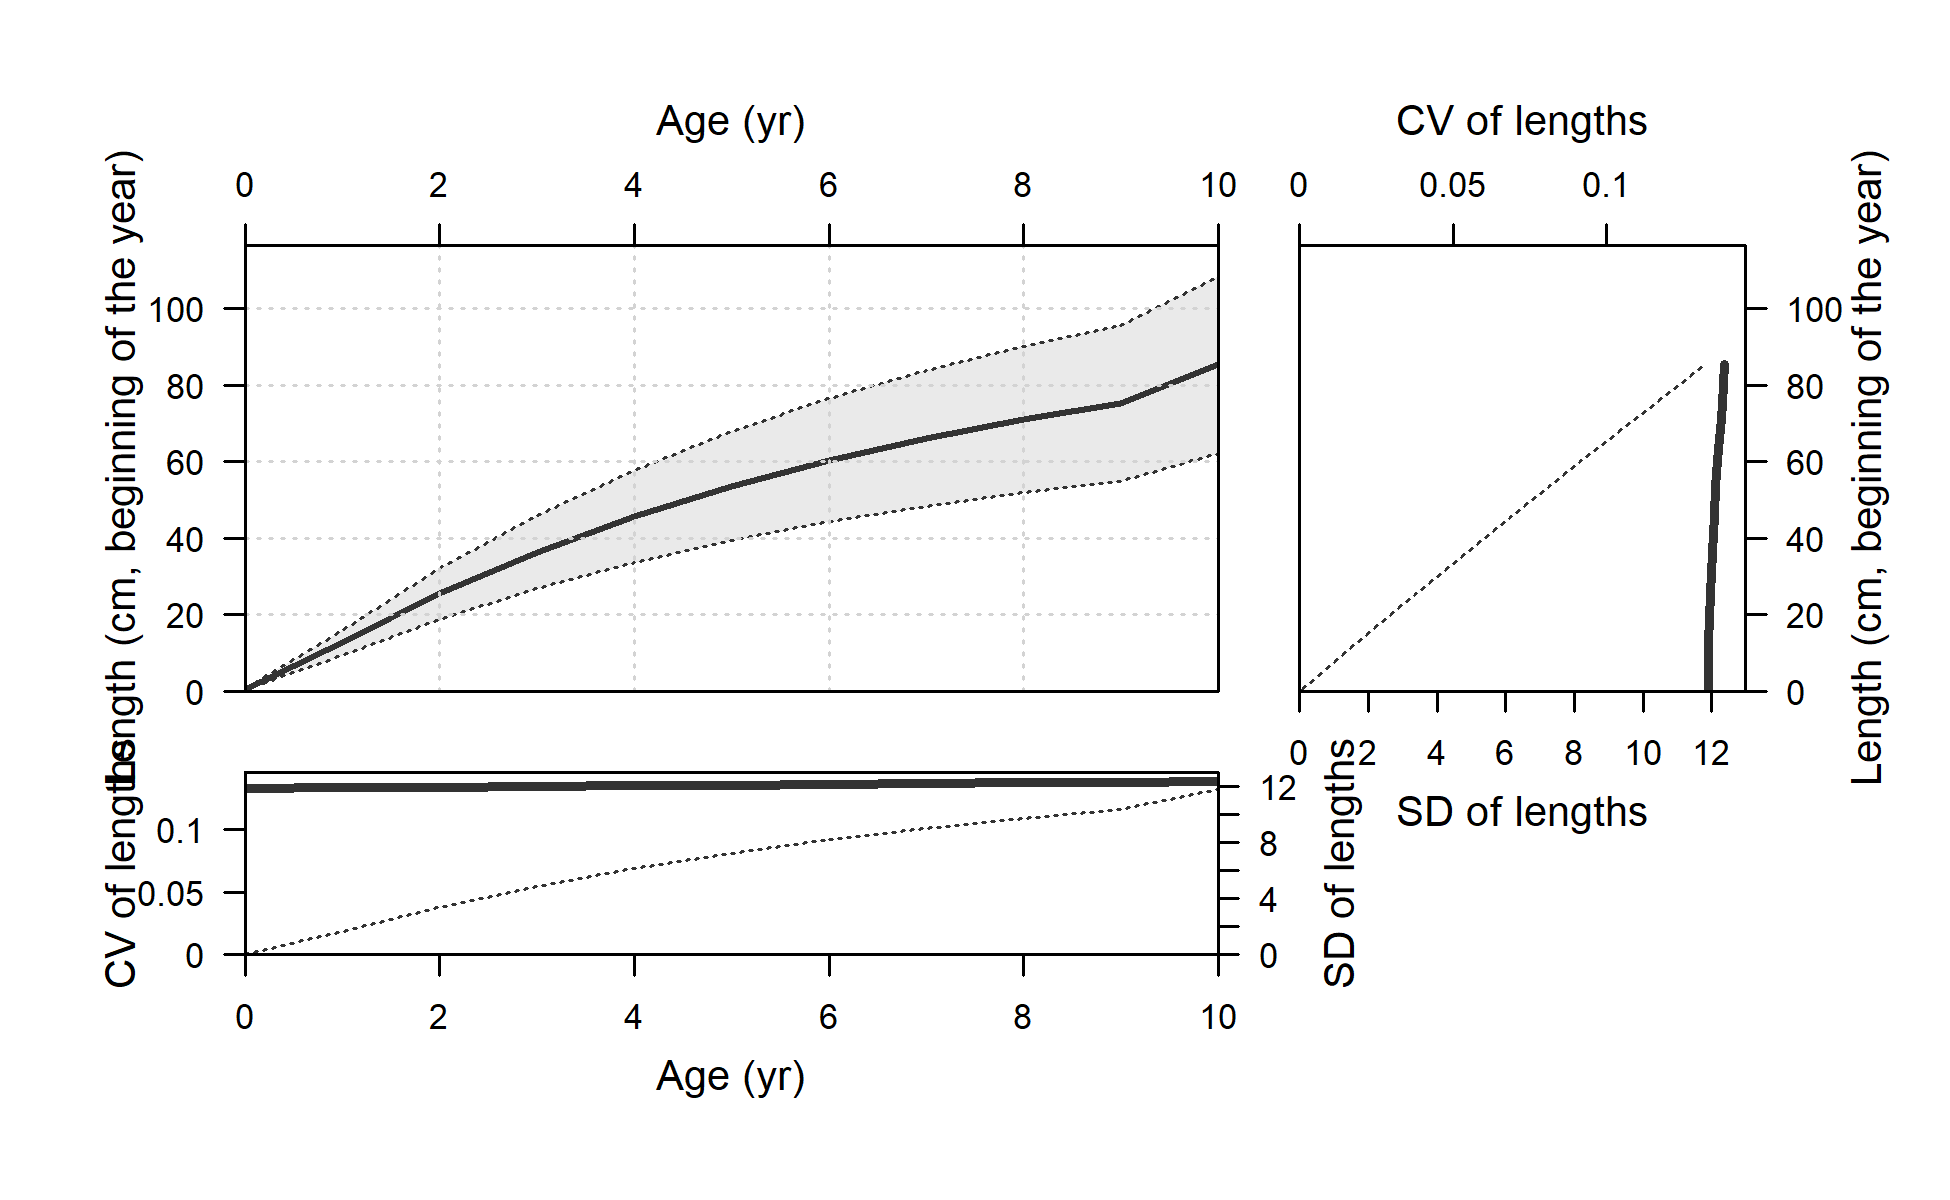 Age (yr)
CV of lengths
0 2 4 6 8 10
0 0.05 0.1
Length (cm, beginning of the year)
100
80
60
40
20
0
100
80
60
40
20
0
Length (cm, beginning of the year)
0 2 4 6 8 10 12
SD of lengths
CV of lengths
0.1
0.05
0
12
8
4
0
SD of lengths
0 2 4 6 8 10
Age (yr)